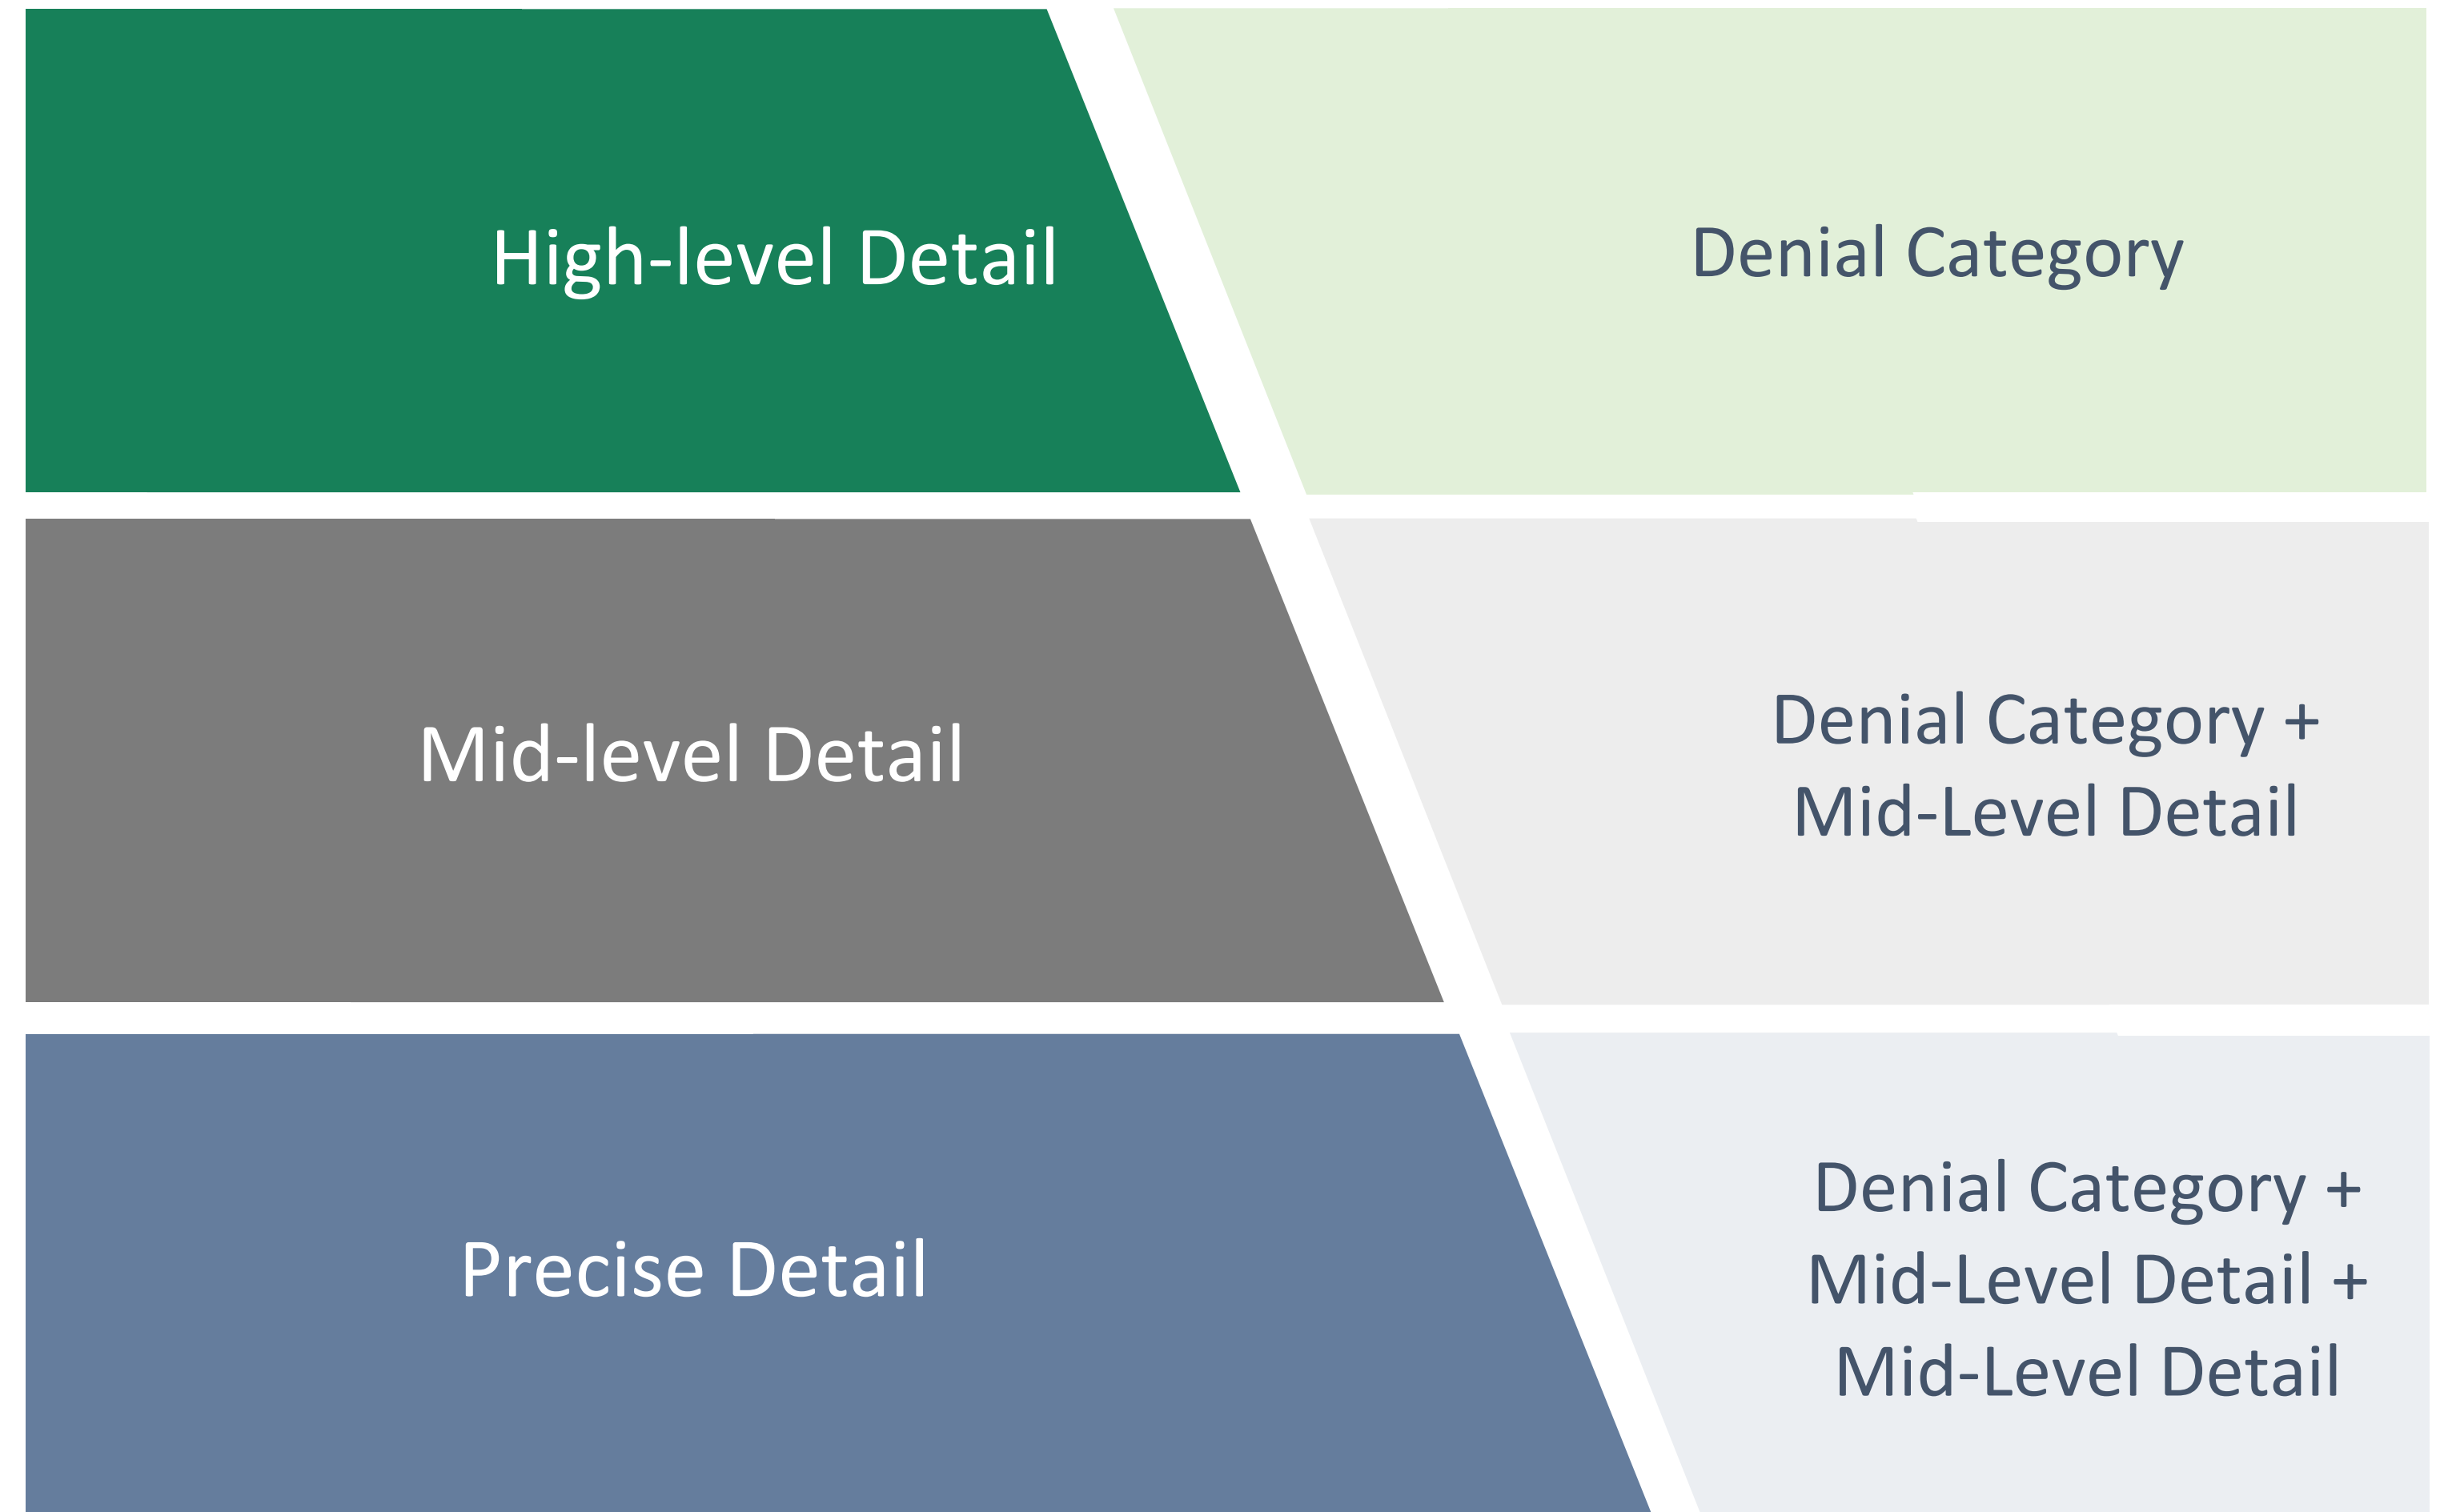 High-level Detail
Denial Category
Mid-level Detail
Denial Category +
Mid-Level Detail
Precise Detail
Denial Category +
Mid-Level Detail +
Mid-Level Detail